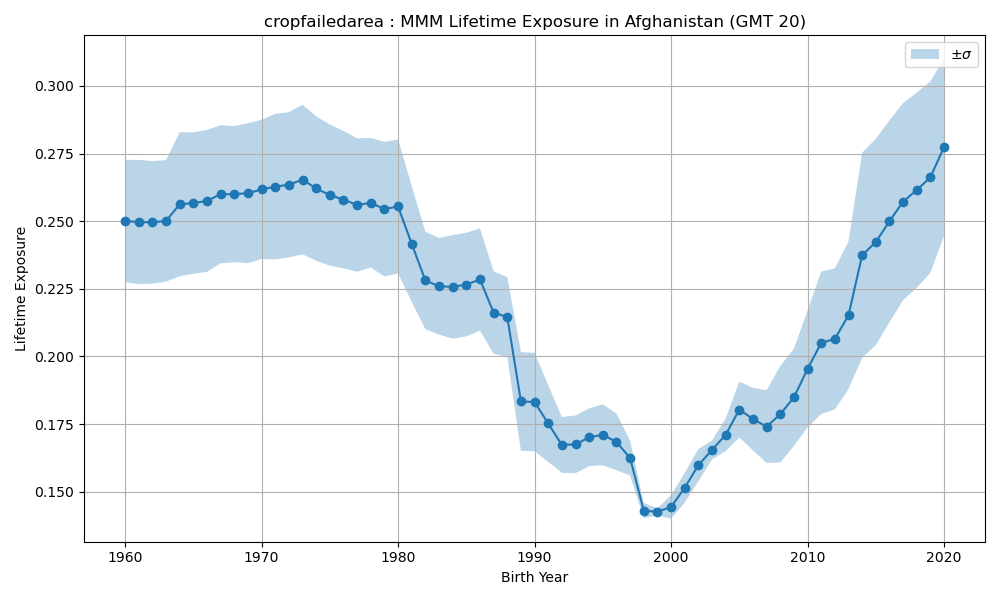 cropfailedarea : MMM Lifetime Exposure in Afghanistan (GMT 20)
±σ
0.300
0.275
0.250
0.225
0.200
0.175
0.150
Lifetime Exposure
1960 1970 1980 1990 2000 2010 2020
Birth Year